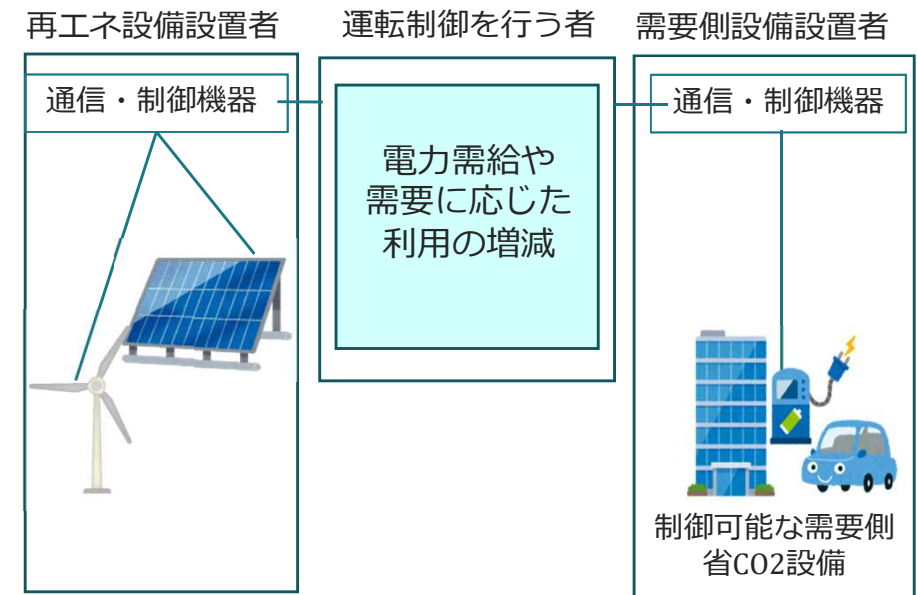 再エネ設備設置者
運転制御を行う者
需要側設備設置者
通信・制御機器
電力需給や
需要に応じた
利用の増減
通信・制御機器
制御可能な需要側
省CO2設備